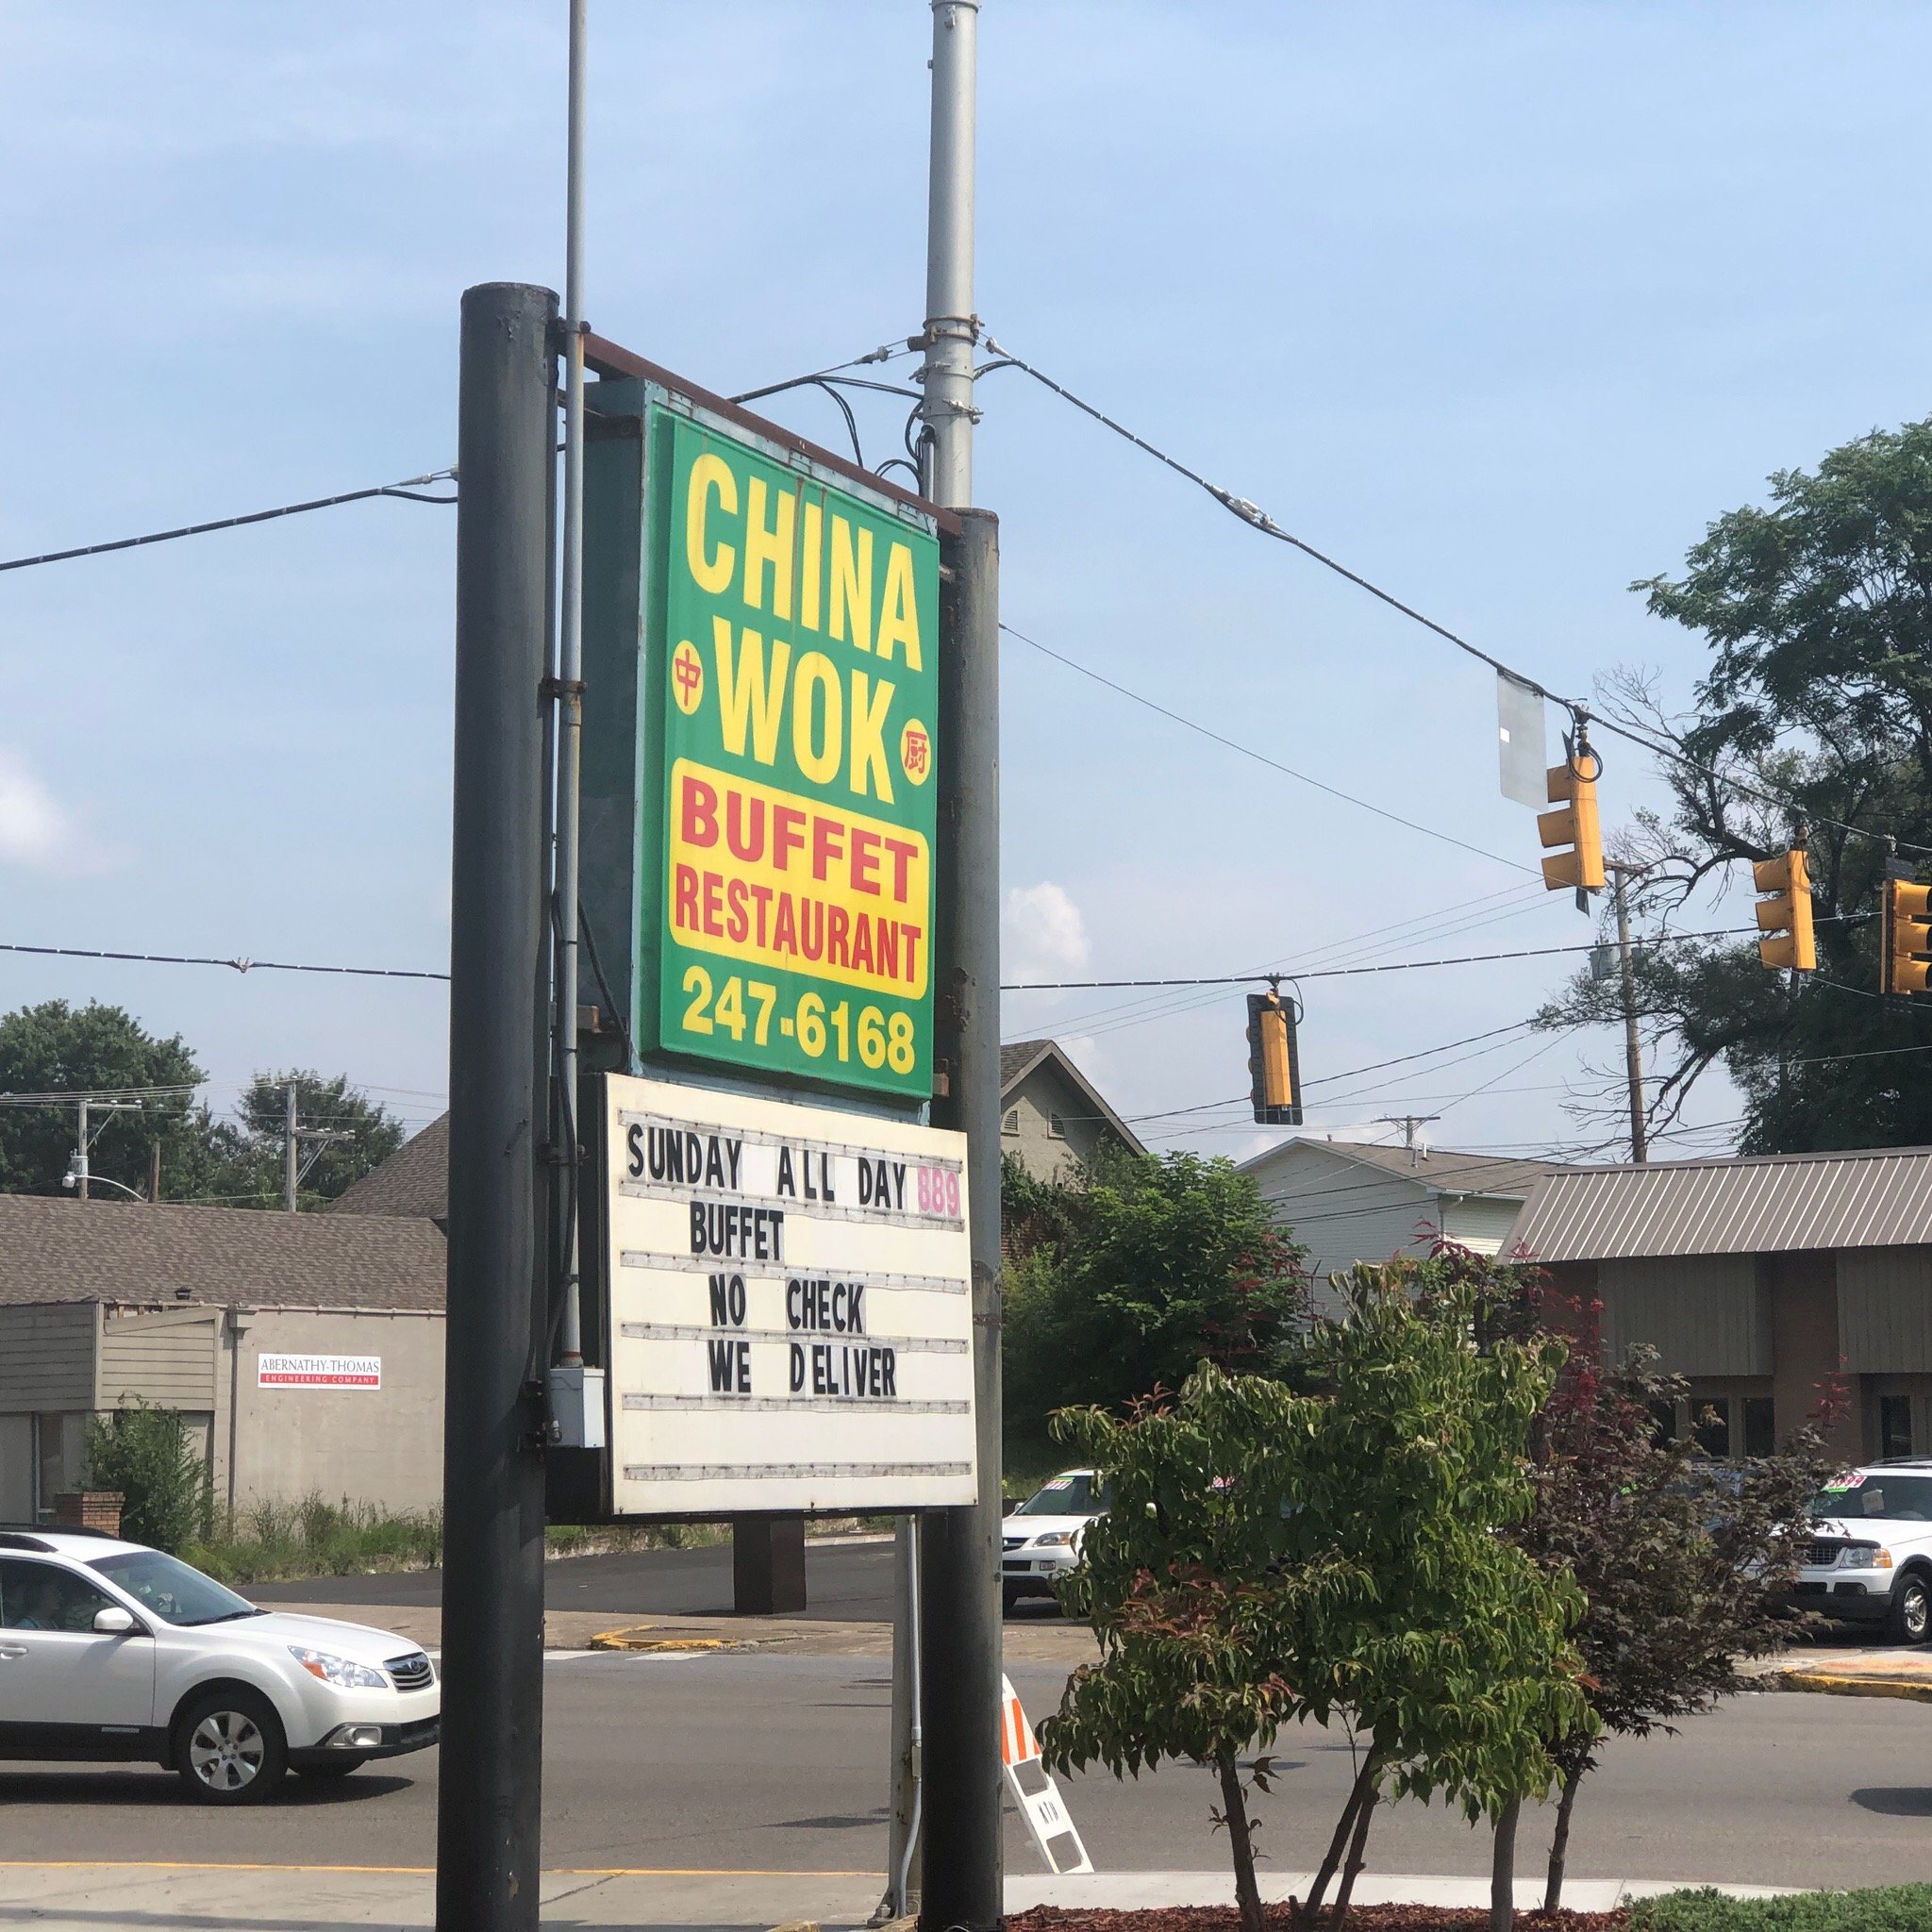 CHINA
中 WOK 厨
BUFFET
RESTAURANT
247-6168
SUNDAY ALL DAY 889
BUFFET
NO CHECK
WE DELIVER
ABERNATHY-THOMAS
ENGINEERING COMPANY